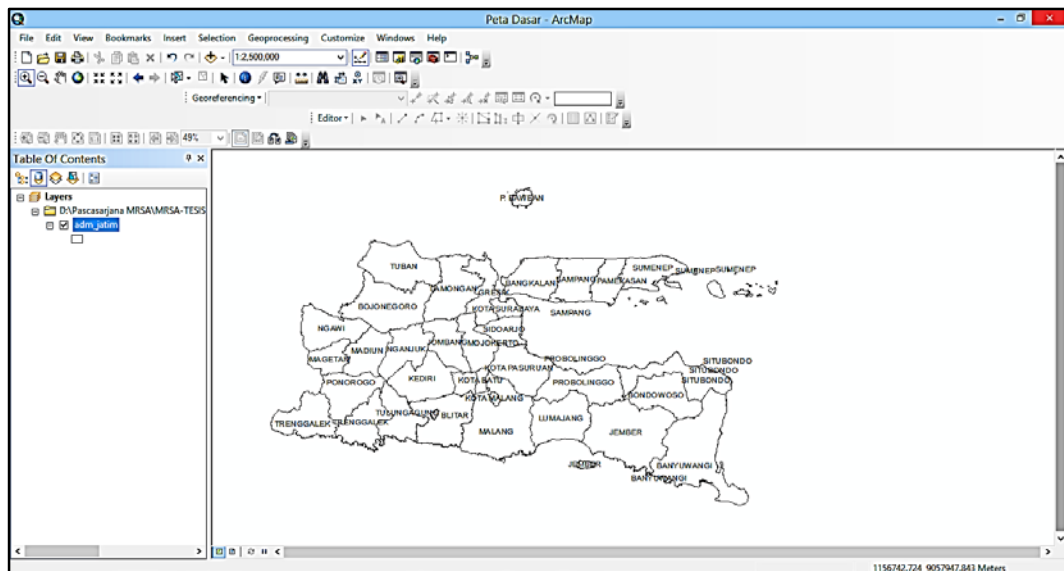 Peta Dasar - ArcMap
File Edit View Bookmarks Insert Selection Geoprocessing Customize Windows Help
1:2,500,000
Georeferencing
Editor
49%
Table Of Contents
Layers
D:\Pascasarjana MRSA\MRSA-TESIS
adm_jatim
P. BAWEAN
TUBAN
LAMONGAN
GRESIK
BANGKALAN
SAMPANG
PAMEKASAN
SUMENEP
SUMENEP
SUMENEP
BOJONEGORO
KOTA SURABAYA
SAMPANG
NGAWI
SIDOARJO
MADIUN
NGANJUK
JOMBANG
MOJOKERTO
MAGETAN
PROBOLINGGO
SITUBONDO
KOTA PASURUAN
SITUBONDO
PONOROGO
KEDIRI
KOTA BATU
PROBOLINGGO
SITUBONDO
KOTA MALANG
BONDOWOSO
TRENGGALEK
TRENGGALEK
TULUNGAGUNG
BLITAR
MALANG
LUMAJANG
JEMBER
JEMBER
BANYUWANGI
BANYUWANGI
1156742.724 9057947.843 Meters